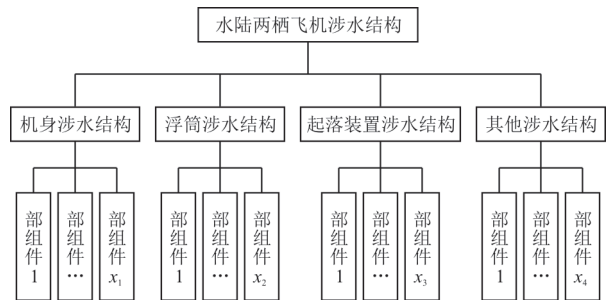 水陆两栖飞机涉水结构
机身涉水结构
浮筒涉水结构
起落装置涉水结构
其他涉水结构
部组件1
部组件…
部组件x₁
部组件1
部组件…
部组件x₂
部组件1
部组件…
部组件x₃
部组件1
部组件…
部组件x₄